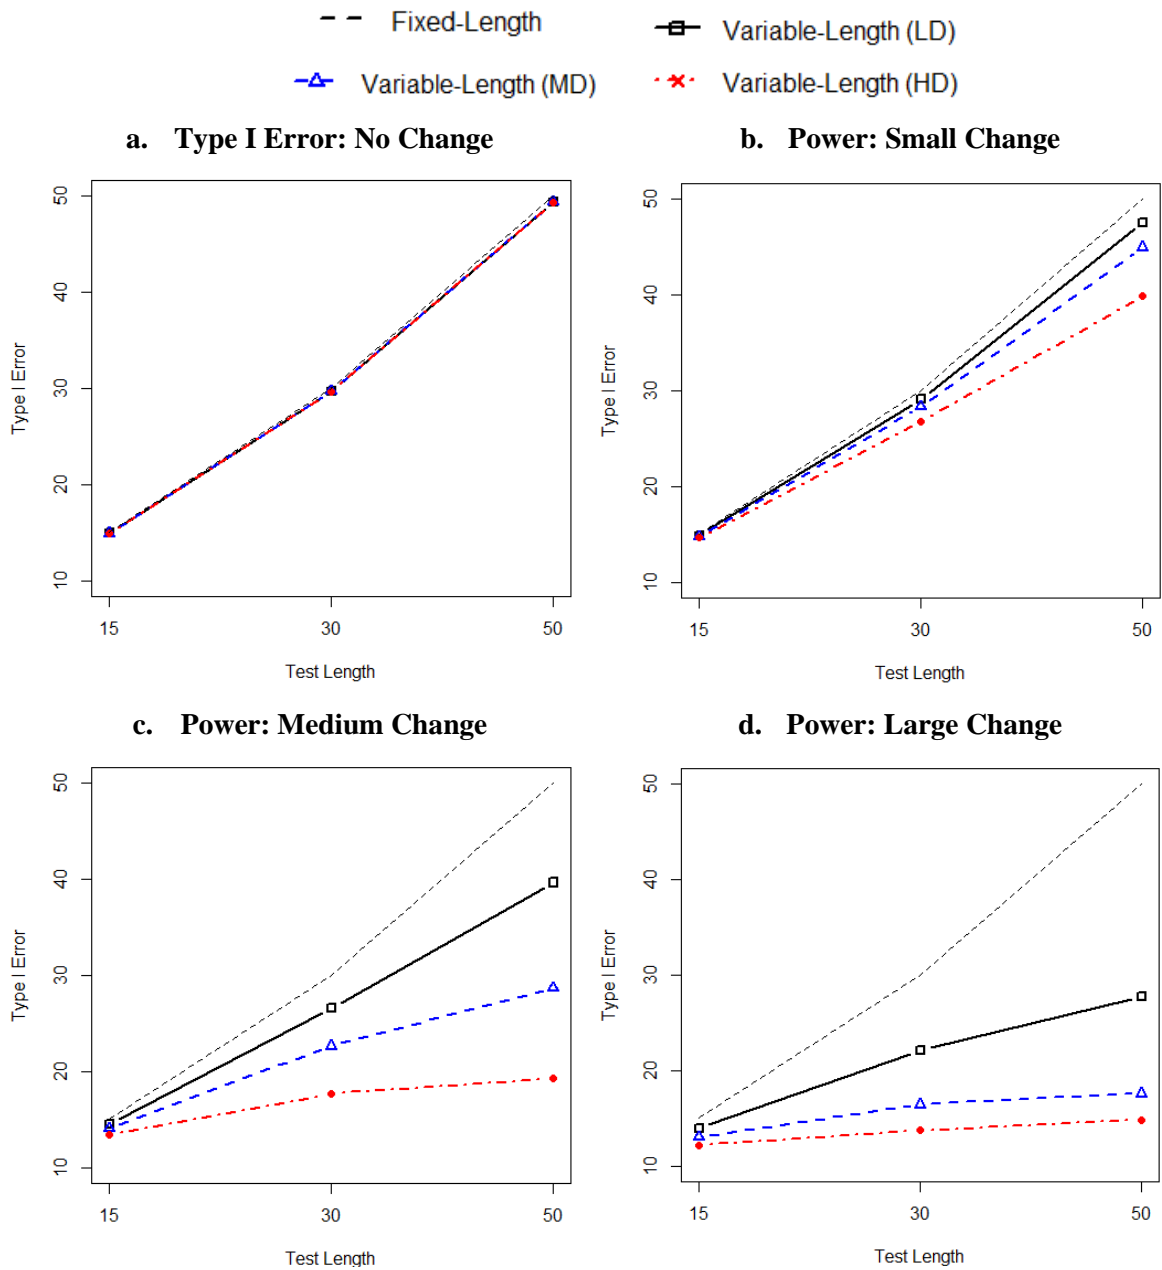 Fixed-Length
Variable-Length (LD)
Variable-Length (MD)
Variable-Length (HD)
a. Type I Error: No Change
b. Power: Small Change
50
40
30
20
10
Type I Error
15 30 50
Test Length
50
40
30
20
10
Type I Error
15 30 50
Test Length
c. Power: Medium Change
d. Power: Large Change
50
40
30
20
10
Type I Error
15 30 50
Test Length
50
40
30
20
10
Type I Error
15 30 50
Test Length